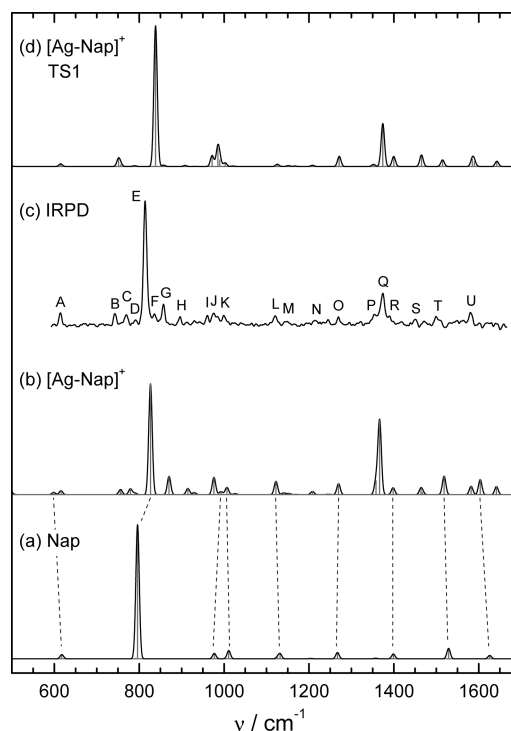 (d) [Ag-Nap]⁺
TS1
(c) IRPD
A B C D E F G H I J K L M N O P Q R S T U
(b) [Ag-Nap]⁺
(a) Nap
600 800 1000 1200 1400 1600
ν / cm⁻¹